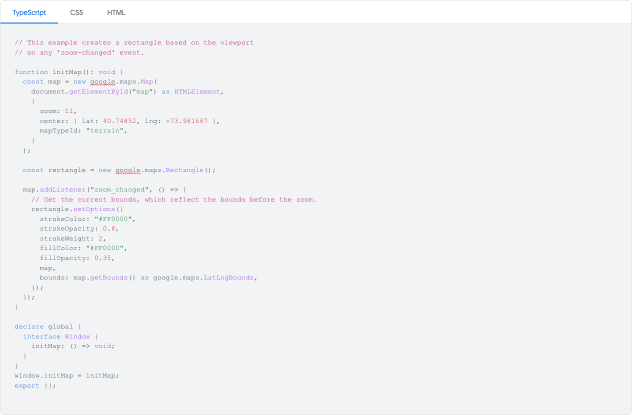 TypeScript CSS HTML
// This example creates a rectangle based on the viewport
// on any 'zoom-changed' event.
function initMap(): void {
const map = new google.maps.Map(
document.getElementById("map") as HTMLElement,
{
zoom: 11,
center: { lat: 40.74852, lng: -73.981687 },
mapTypeId: "terrain",
}
);
const rectangle = new google.maps.Rectangle();
map.addListener("zoom_changed", () => {
// Get the current bounds, which reflect the bounds before the zoom.
rectangle.setOptions({
strokeColor: "#FF0000",
strokeOpacity: 0.8,
strokeWeight: 2,
fillColor: "#FF0000",
fillOpacity: 0.35,
map,
bounds: map.getBounds() as google.maps.LatLngBounds,
});
});
}
declare global {
interface Window {
initMap: () => void;
}
}
window.initMap = initMap;
export {};